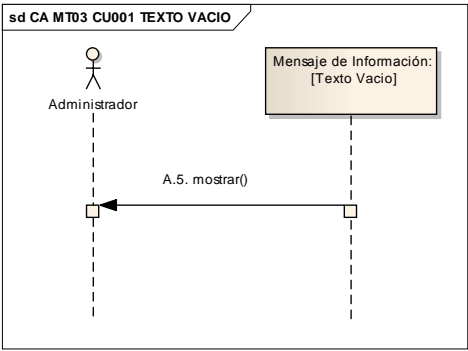 sd CA MT03 CU001 TEXTO VACIO
Administrador
Mensaje de Información:
[Texto Vacio]
A.5. mostrar()